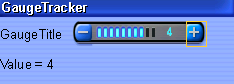 GaugeTracker
GaugeTitle − 4 +
Value = 4